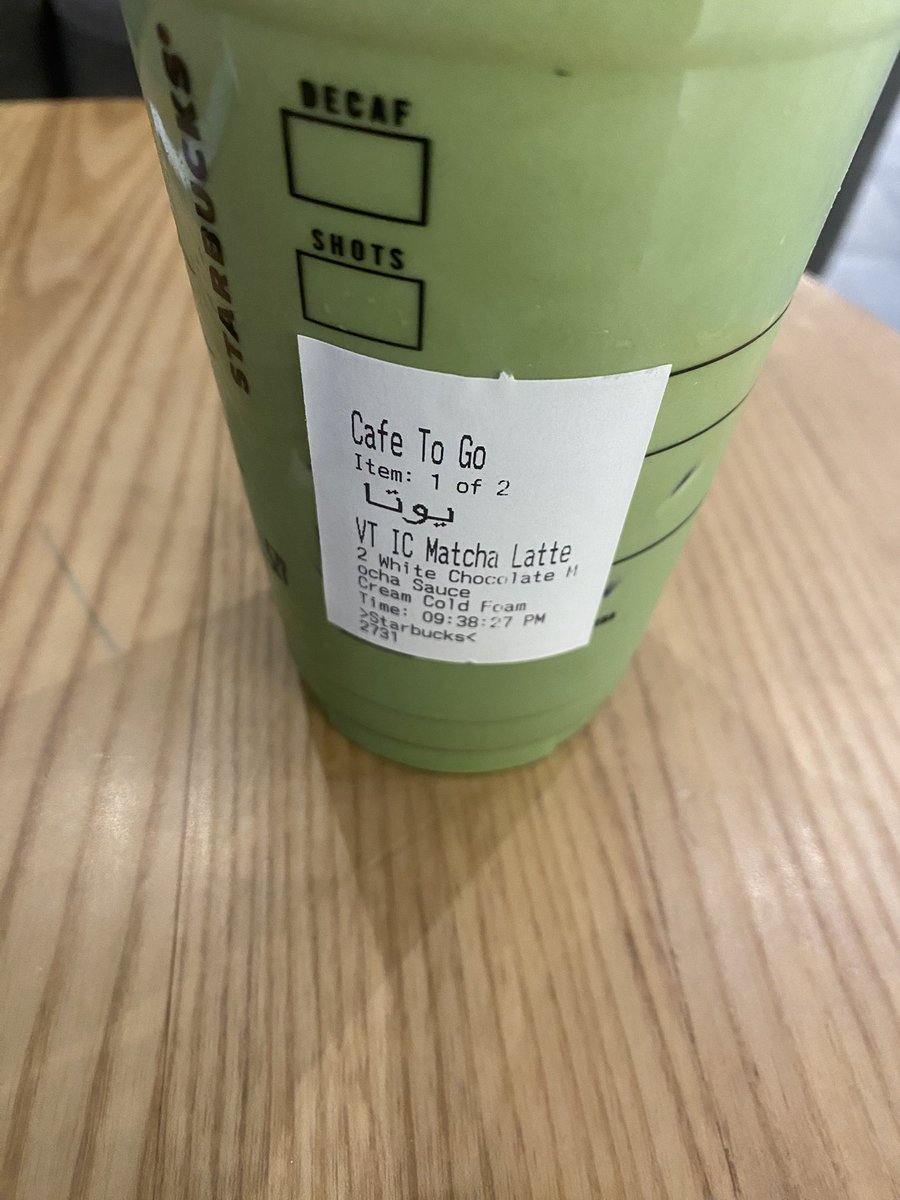 STARBUCKS®
DECAF
SHOTS
Cafe To Go
Item: 1 of 2
يوتا
VT IC Matcha Latte
2 White Chocolate M
ocha Sauce
Cream Cold Foam
Time: 09:38:27 PM
>Starbucks<
2731